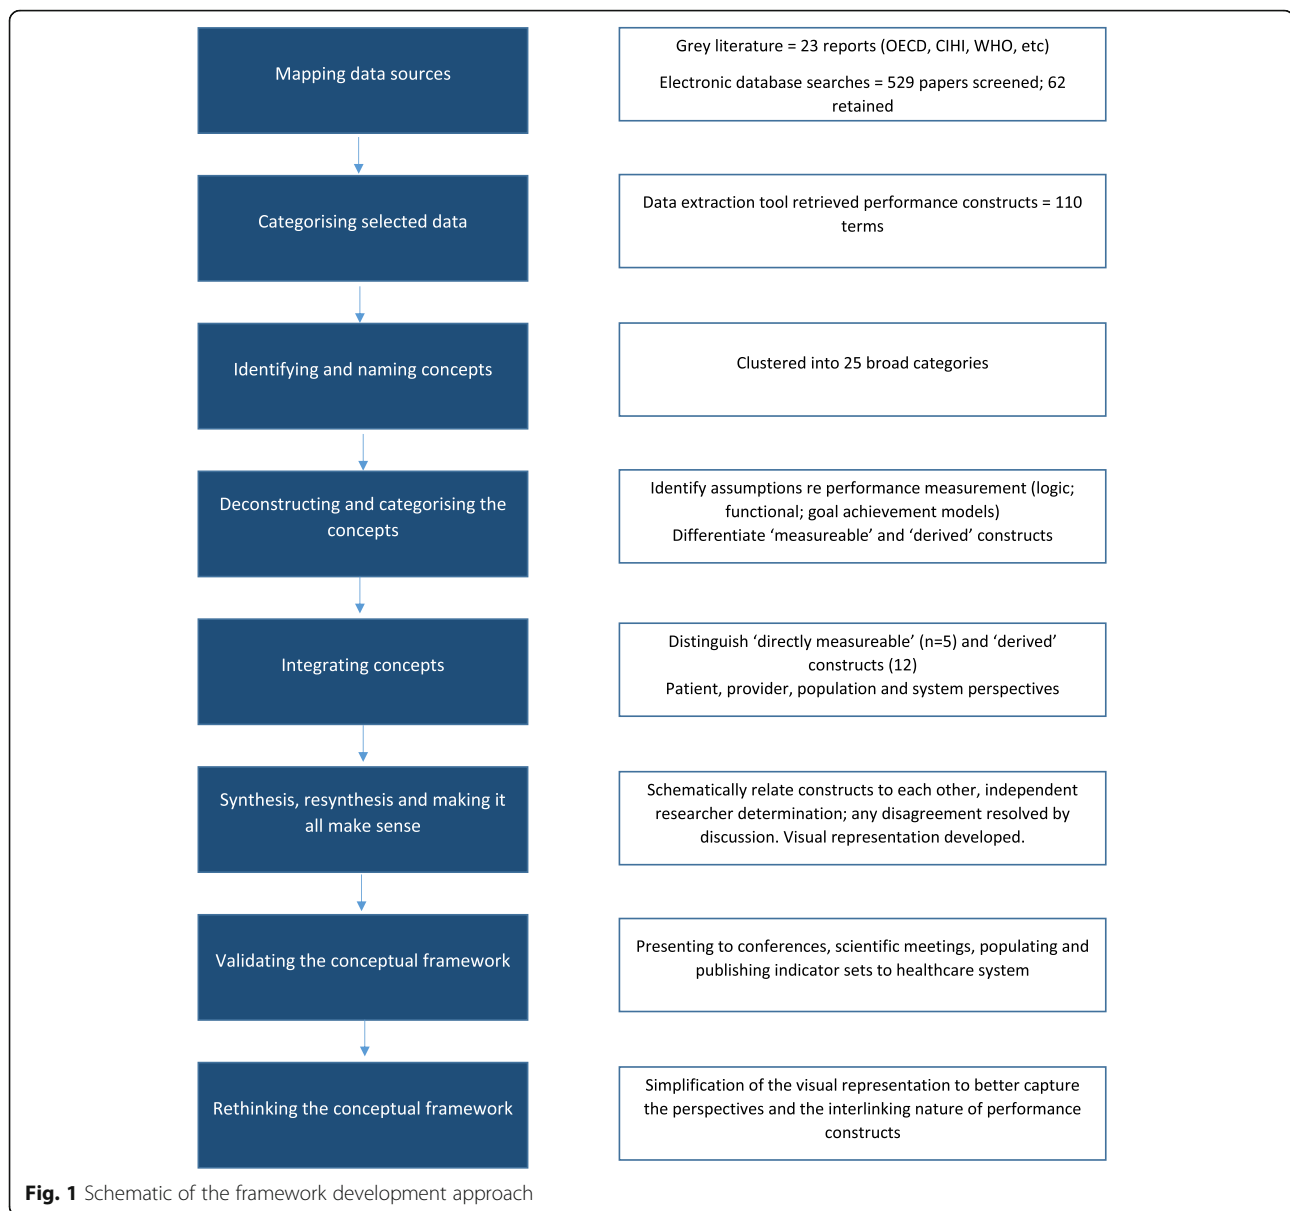 Mapping data sources
Grey literature = 23 reports (OECD, CIHI, WHO, etc)
Electronic database searches = 529 papers screened; 62
retained
Categorising selected data
Data extraction tool retrieved performance constructs = 110
terms
Identifying and naming concepts
Clustered into 25 broad categories
Deconstructing and categorising the
concepts
Identify assumptions re performance measurement (logic;
functional; goal achievement models)
Differentiate ‘measureable’ and ‘derived’ constructs
Integrating concepts
Distinguish ‘directly measureable’ (n=5) and ‘derived’
constructs (12)
Patient, provider, population and system perspectives
Synthesis, resynthesis and making it
all make sense
Schematically relate constructs to each other, independent
researcher determination; any disagreement resolved by
discussion. Visual representation developed.
Validating the conceptual framework
Presenting to conferences, scientific meetings, populating and
publishing indicator sets to healthcare system
Rethinking the conceptual framework
Simplification of the visual representation to better capture
the perspectives and the interlinking nature of performance
constructs
Fig. 1 Schematic of the framework development approach